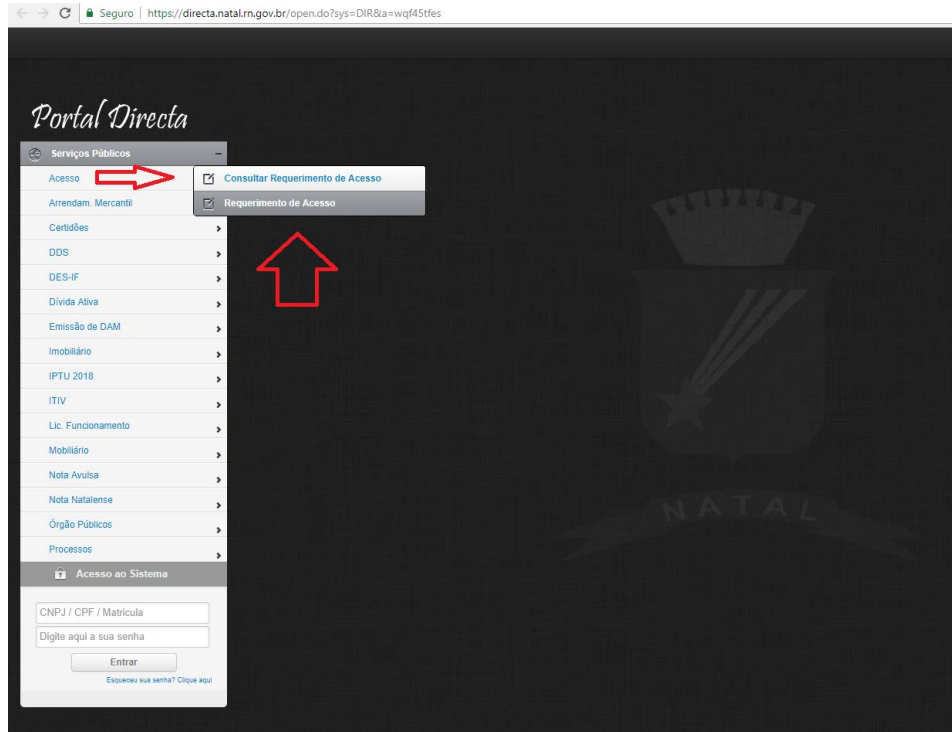 Seguro | https://directa.natal.rn.gov.br/open.do?sys=DIR&a=wqf45tfes
Portal Directa
Serviços Públicos
Acesso
Consultar Requerimento de Acesso
Arrendam. Mercantil
Requerimento de Acesso
Certidões
DDS
DES-IF
Dívida Ativa
Emissão de DAM
Imobiliário
IPTU 2018
ITIV
Lic. Funcionamento
Mobiliário
Nota Avulsa
Nota Natalense
Órgão Públicos
Processos
Acesso ao Sistema
CNPJ / CPF / Matricula
Digite aqui a sua senha
Entrar
Esqueceu sua senha? Clique aqui
NATAL